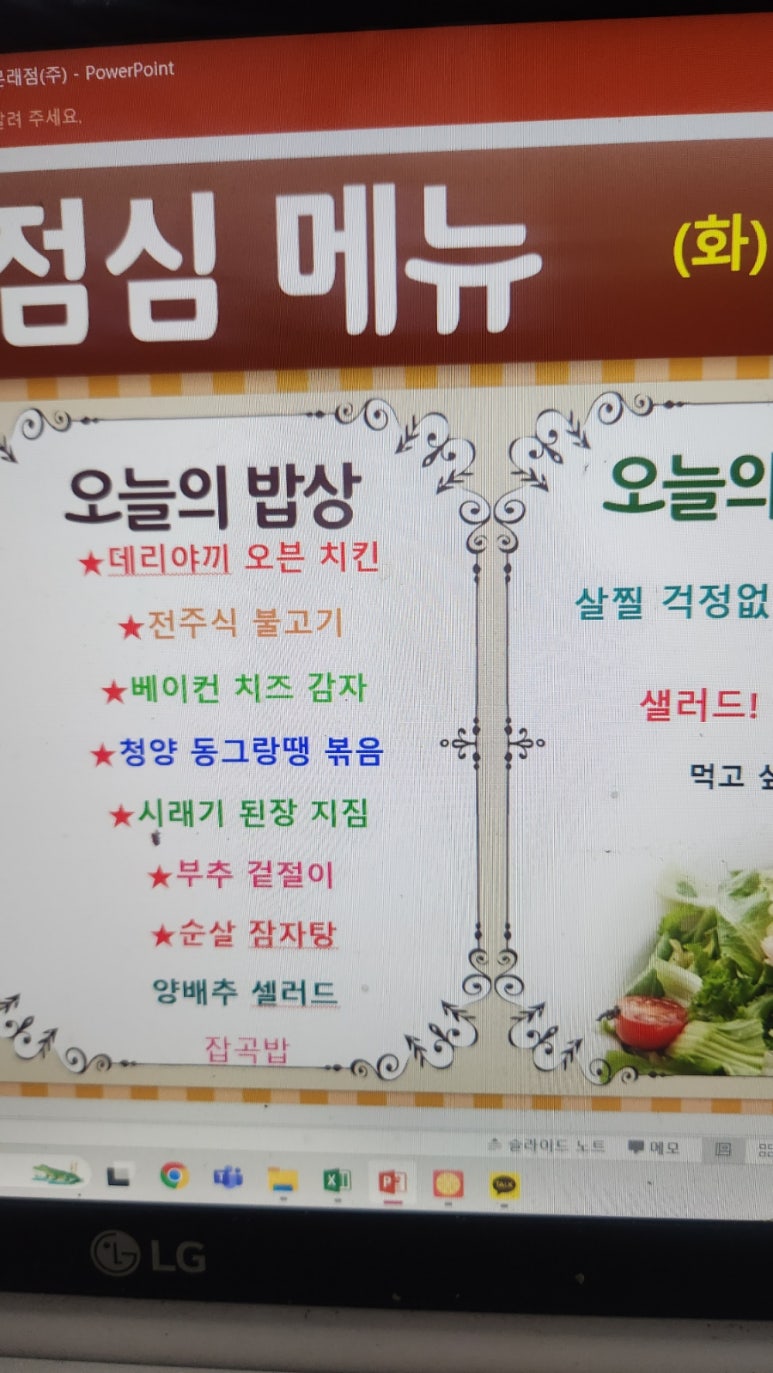 문래점(주) - PowerPoint
알려 주세요.
점심 메뉴
(화)
오늘의 밥상
★데리야끼 오븐 치킨
★전주식 불고기
★베이컨 치즈 감자
★청양 동그랑땡 볶음
★시래기 된장 지짐
★부추 겉절이
★순살 잠자탕
양배추 셀러드
잡곡밥
오늘의
살찔 걱정없
샐러드!
먹고 싶
슬라이드 노트 메모
TALK
LG